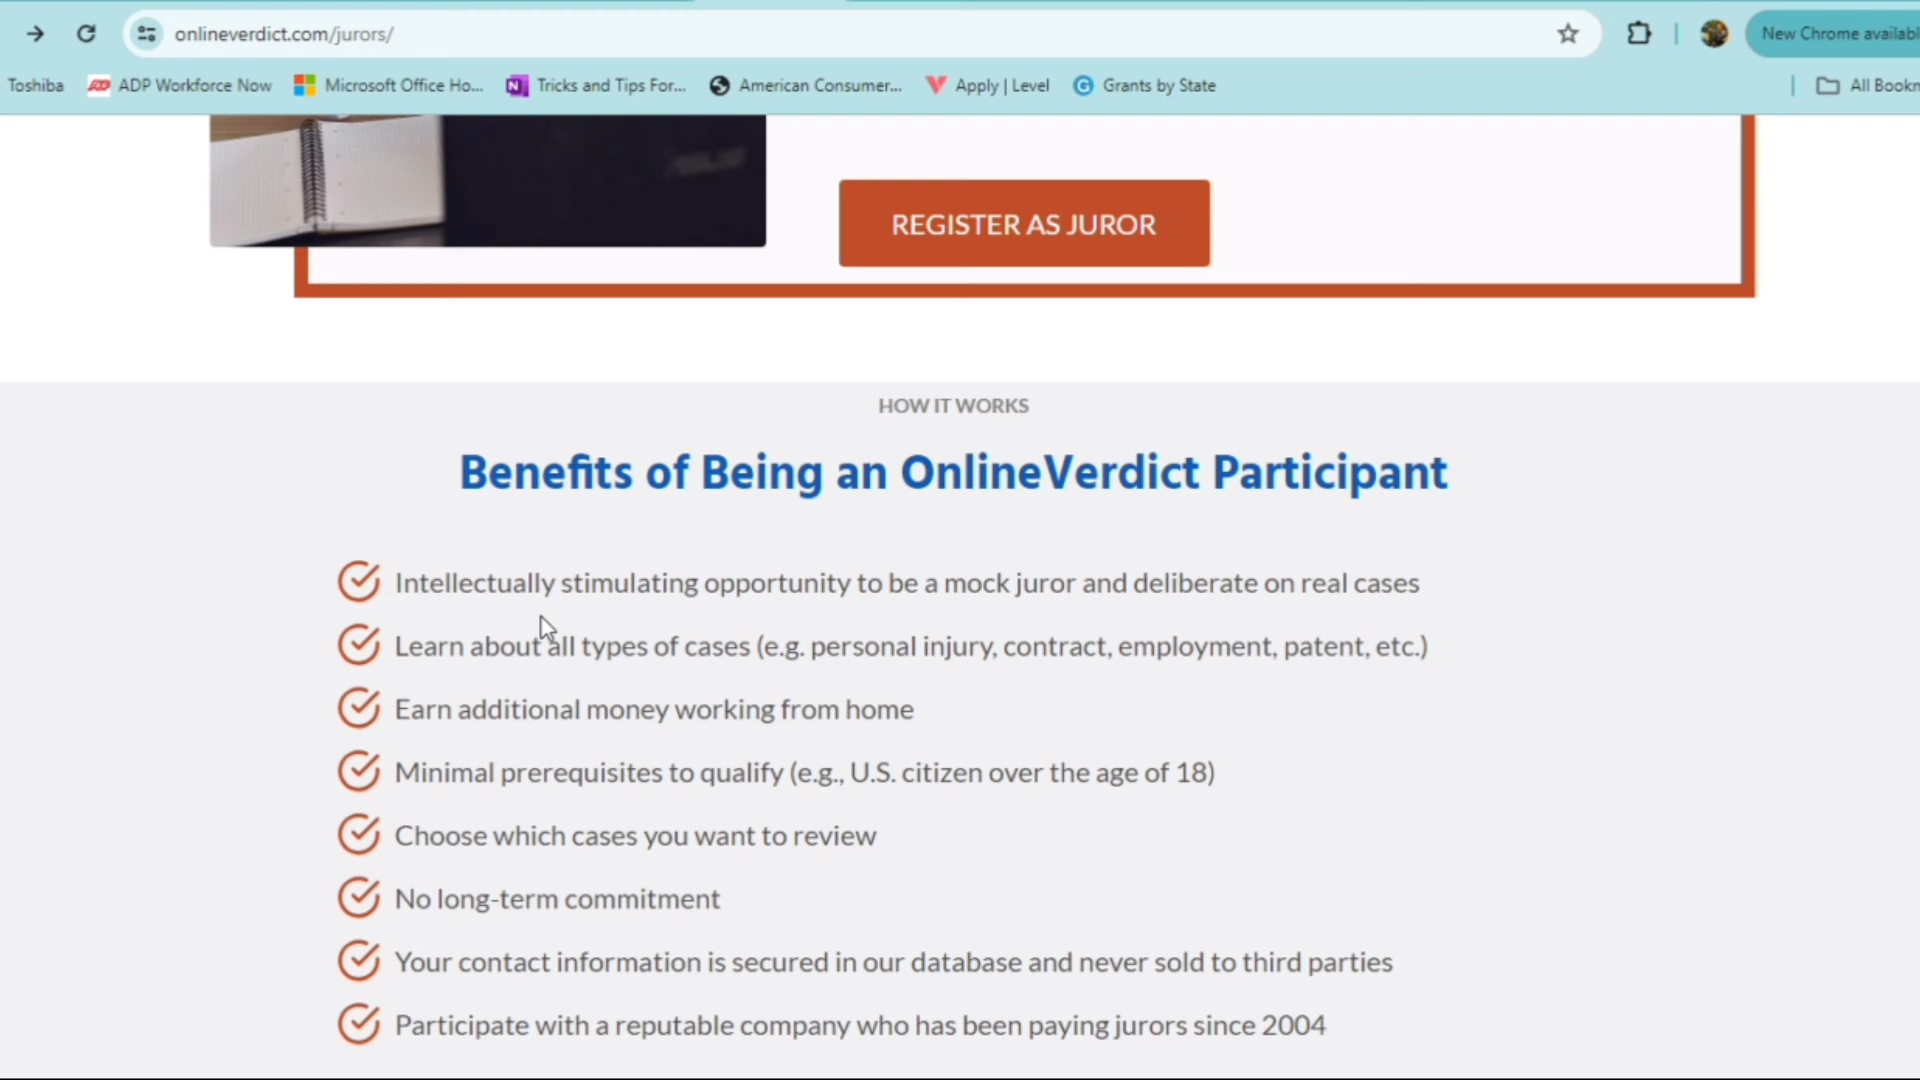 onlineverdict.com/jurors/
New Chrome availabl
Toshiba
ADP Workforce Now
Microsoft Office Ho...
Tricks and Tips For...
American Consumer...
Apply | Level
Grants by State
All Bookm
REGISTER AS JUROR
HOW IT WORKS
Benefits of Being an OnlineVerdict Participant
Intellectually stimulating opportunity to be a mock juror and deliberate on real cases
Learn about all types of cases (e.g. personal injury, contract, employment, patent, etc.)
Earn additional money working from home
Minimal prerequisites to qualify (e.g., U.S. citizen over the age of 18)
Choose which cases you want to review
No long-term commitment
Your contact information is secured in our database and never sold to third parties
Participate with a reputable company who has been paying jurors since 2004